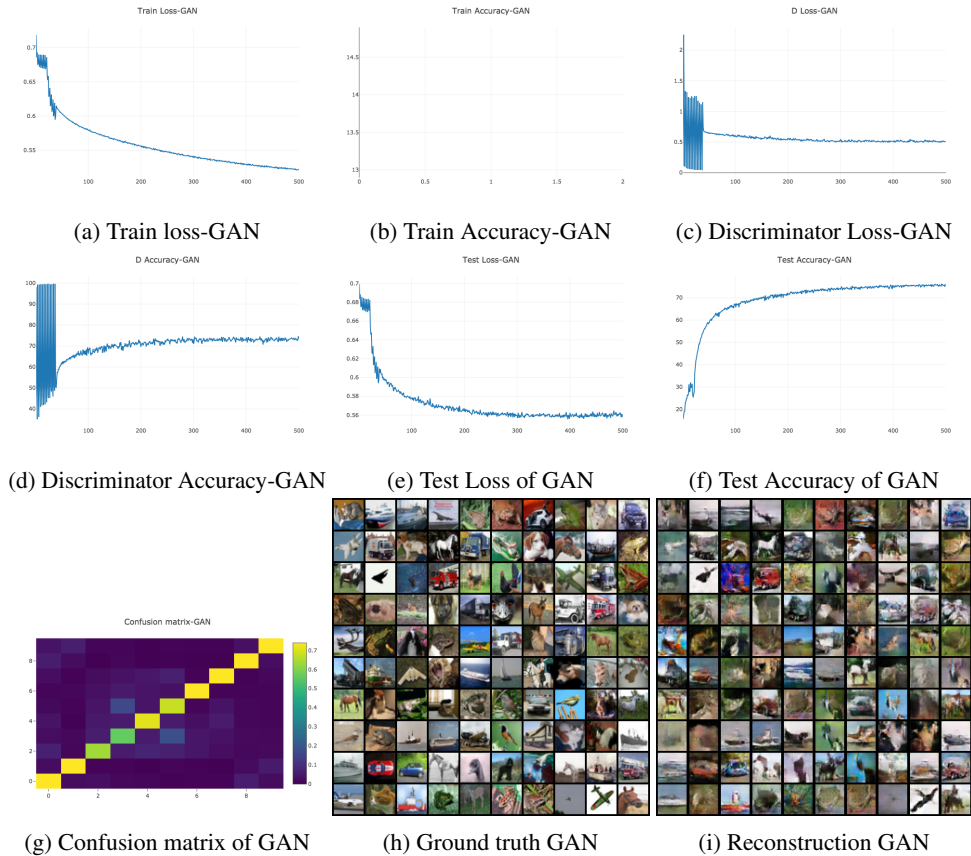 Train Loss-GAN
Train Accuracy-GAN
D Loss-GAN
0.7
0.65
0.6
0.55
100 200 300 400 500
14.5
14
13.5
13
0 0.5 1 1.5 2
2
1.5
1
0.5
0
100 200 300 400 500
(a) Train loss-GAN
(b) Train Accuracy-GAN
(c) Discriminator Loss-GAN
D Accuracy-GAN
Test Loss-GAN
Test Accuracy-GAN
100
90
80
70
60
50
40
100 200 300 400 500
0.7
0.68
0.66
0.64
0.62
0.6
0.58
0.56
100 200 300 400 500
70
60
50
40
30
20
100 200 300 400 500
(d) Discriminator Accuracy-GAN
(e) Test Loss of GAN
(f) Test Accuracy of GAN
Confusion matrix-GAN
8
6
4
2
0
0 2 4 6 8
0.7
0.6
0.5
0.4
0.3
0.2
0.1
0
(g) Confusion matrix of GAN
(h) Ground truth GAN
(i) Reconstruction GAN